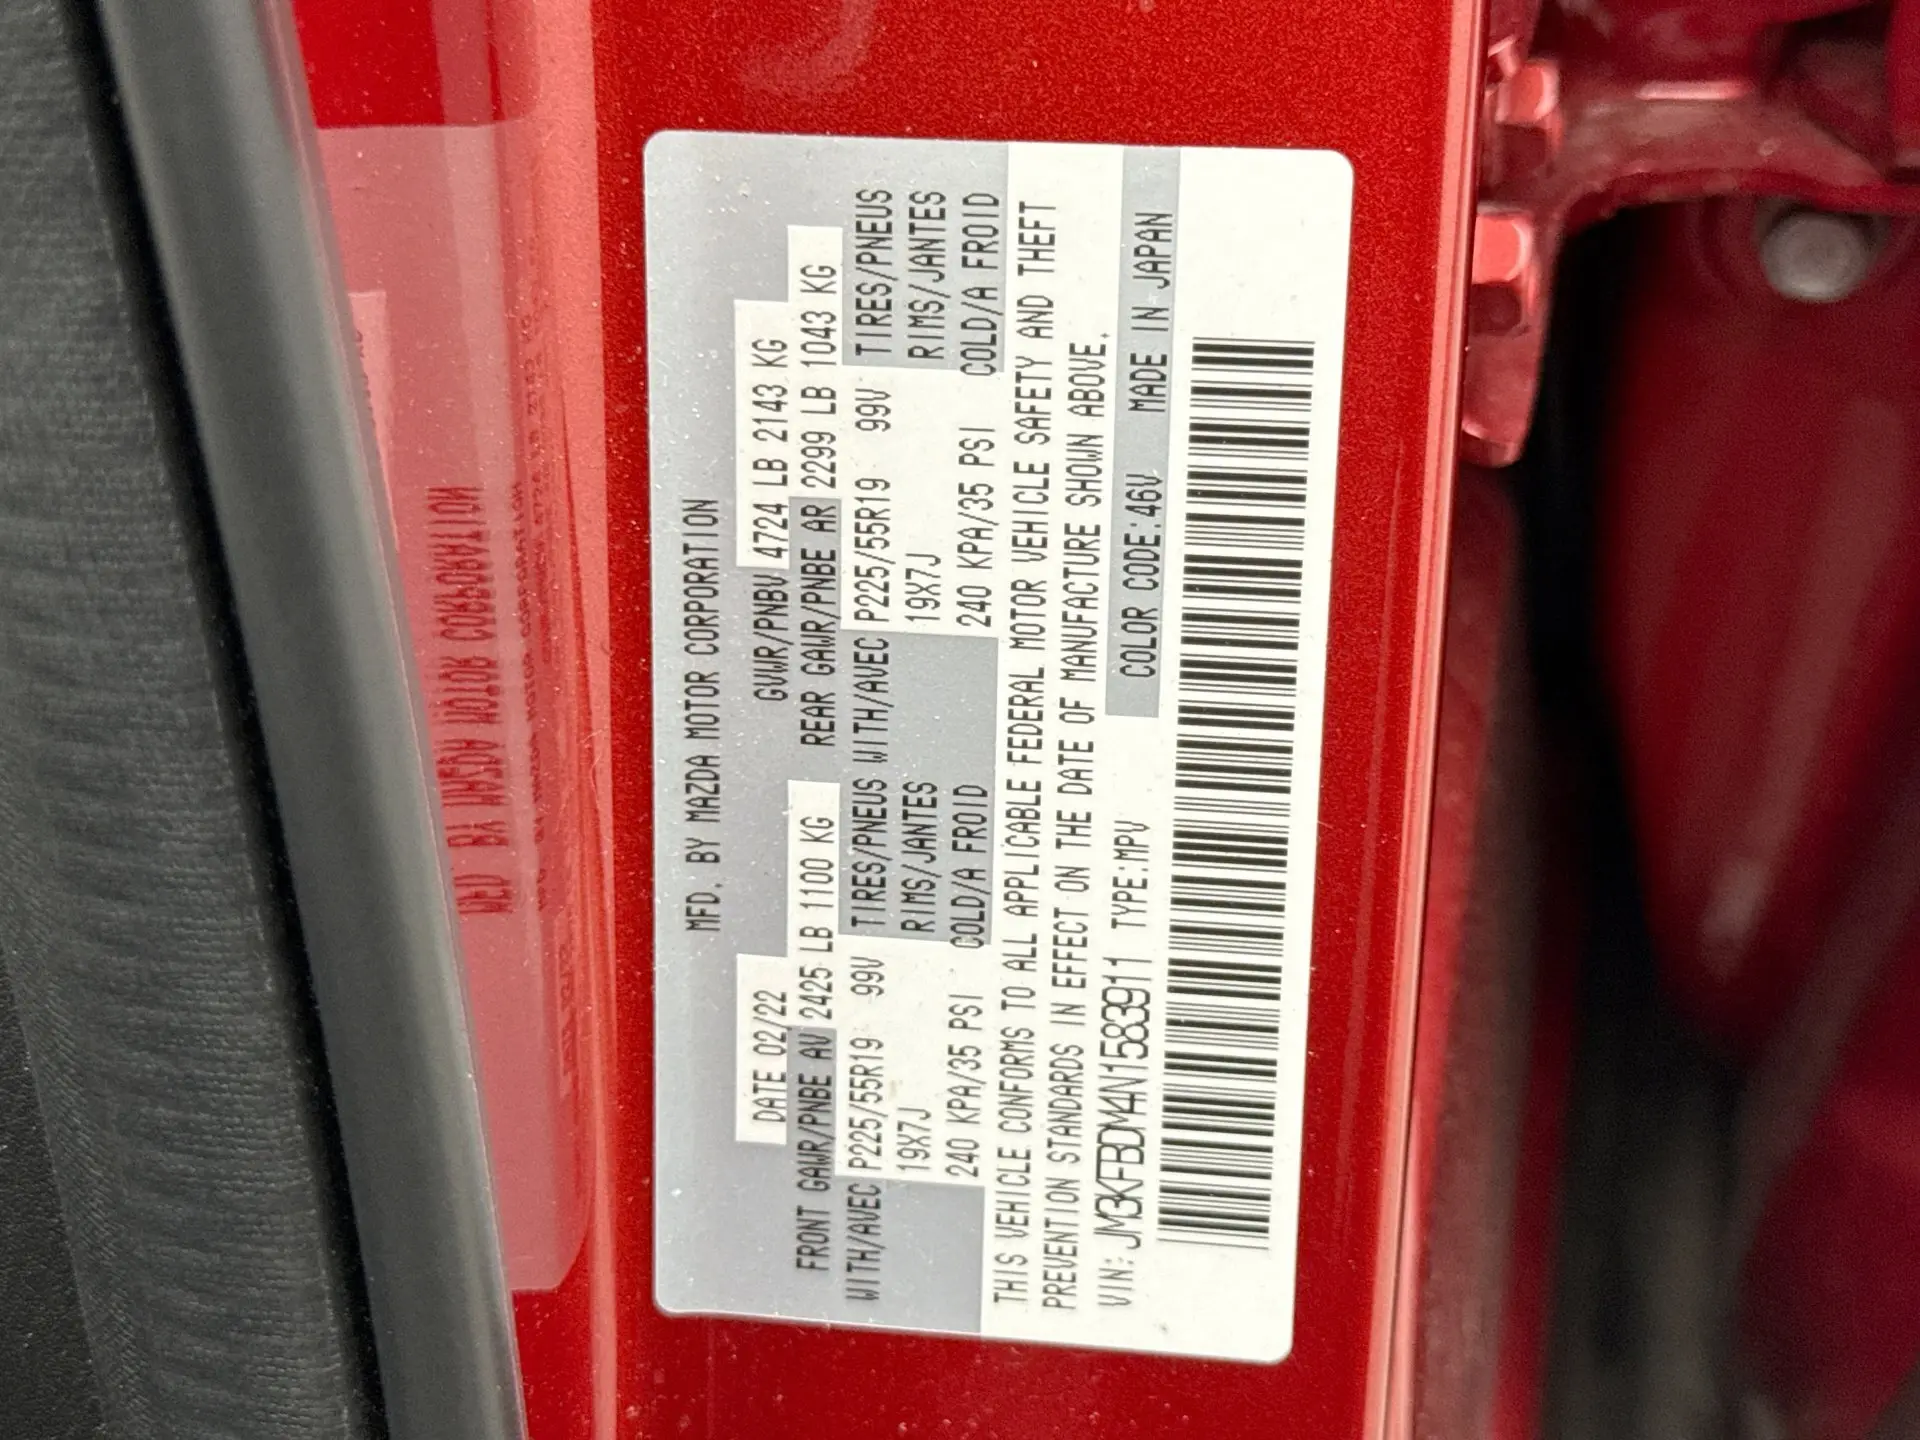 MFD. BY MAZDA MOTOR CORPORATION
DATE 02/22 GVWR/PNBV 4724 LB 2143 KG
FRONT GAWR/PNBE AV 2425 LB 1100 KG REAR GAWR/PNBE AR 2299 LB 1043 KG
WITH/AVEC P225/55R19 99V TIRES/PNEUS WITH/AVEC P225/55R19 99V TIRES/PNEUS
19X7J RIMS/JANTES 19X7J RIMS/JANTES
240 KPA/35 PSI COLD/A FROID 240 KPA/35 PSI COLD/A FROID
THIS VEHICLE CONFORMS TO ALL APPLICABLE FEDERAL MOTOR VEHICLE SAFETY AND THEFT
PREVENTION STANDARDS IN EFFECT ON THE DATE OF MANUFACTURE SHOWN ABOVE.
VIN: JM3KFBDM4N1583911 TYPE:MPV COLOR CODE:46V MADE IN JAPAN